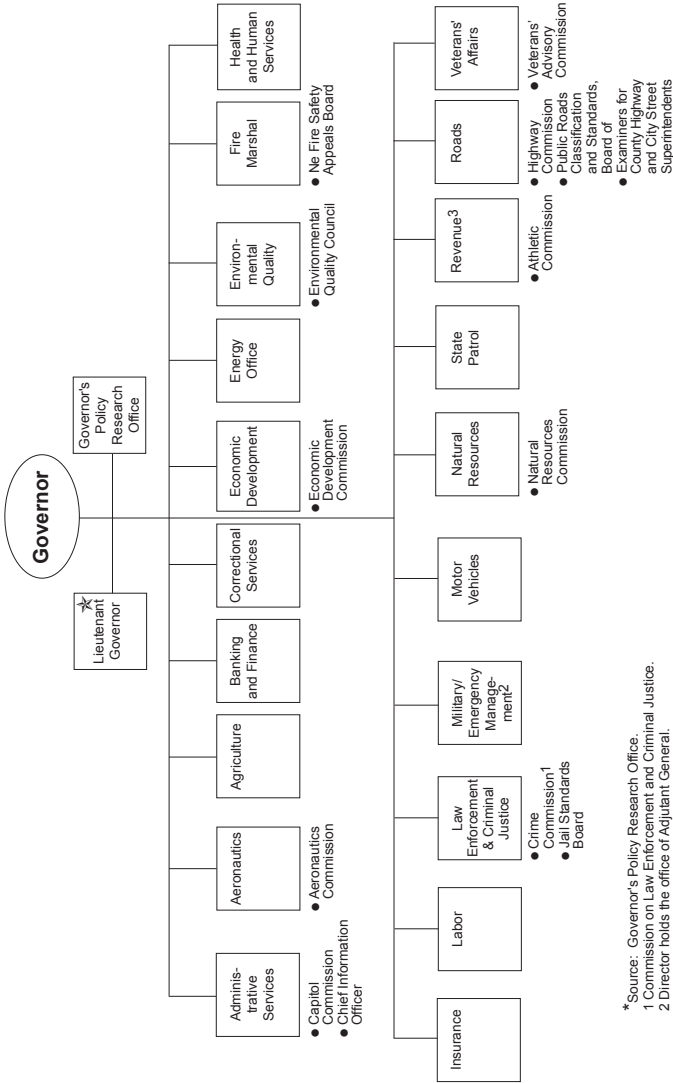 Governor
Lieutenant
Governor
Governor's
Policy
Research
Office
Adminis-
trative
Services
● Capitol
Commission
● Chief Information
Officer
Aeronautics
● Aeronautics
Commission
Agriculture
Banking
and Finance
Correctional
Services
Economic
Development
● Economic
Development
Commission
Energy
Office
Environ-
mental
Quality
● Environmental
Quality Council
Fire
Marshal
● Ne Fire Safety
Appeals Board
Health
and Human
Services
Insurance
Labor
Law
Enforcement
& Criminal
Justice
● Crime
Commission1
● Jail Standards
Board
Military/
Emergency
Manage-
ment2
Motor
Vehicles
Natural
Resources
● Natural
Resources
Commission
State
Patrol
Revenue3
● Athletic
Commission
Roads
● Highway
Commission
● Public Roads
Classification
and Standards,
Board of
● Examiners for
County Highway
and City Street
Superintendents
Veterans'
Affairs
● Veterans'
Advisory
Commission
*Source: Governor's Policy Research Office.
1 Commission on Law Enforcement and Criminal Justice.
2 Director holds the office of Adjutant General.